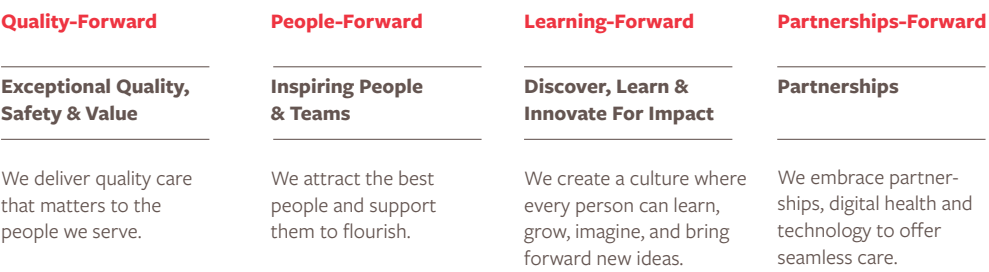 Quality-Forward
Exceptional Quality,
Safety & Value
We deliver quality care
that matters to the
people we serve.
People-Forward
Inspiring People
& Teams
We attract the best
people and support
them to flourish.
Learning-Forward
Discover, Learn &
Innovate For Impact
We create a culture where
every person can learn,
grow, imagine, and bring
forward new ideas.
Partnerships-Forward
Partnerships
We embrace partner-
ships, digital health and
technology to offer
seamless care.